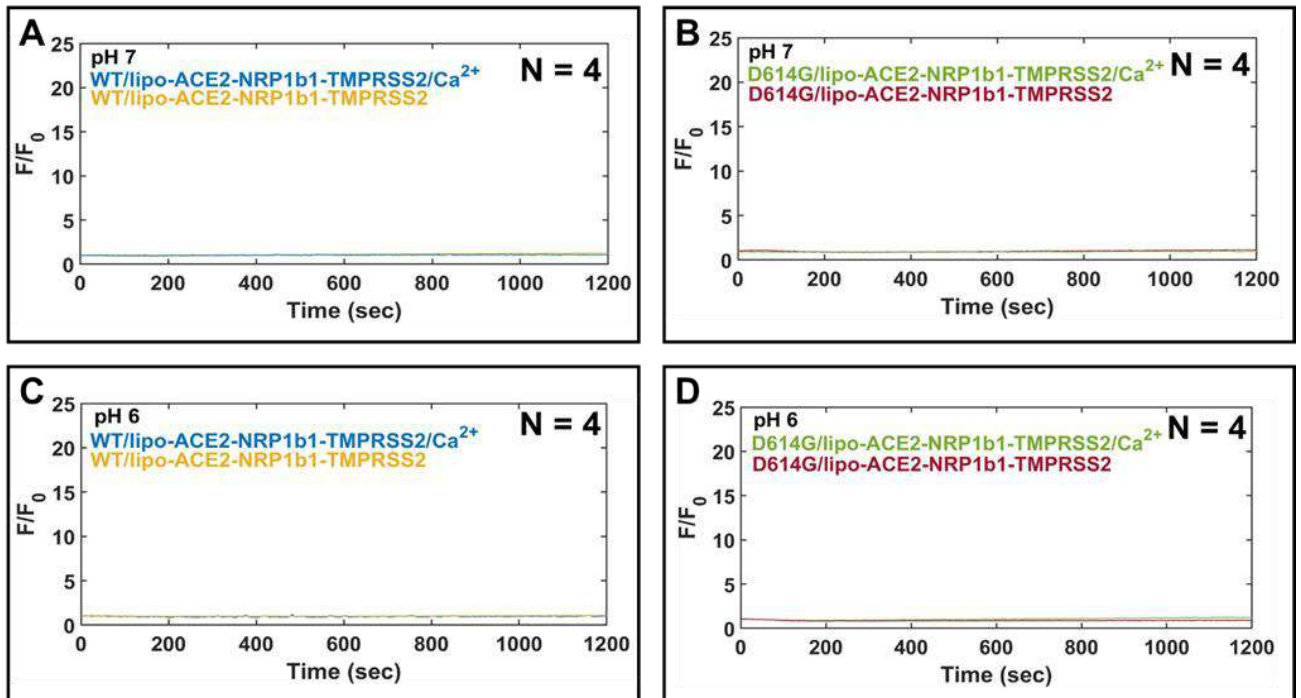 A
pH 7
WT/lipo-ACE2-NRP1b1-TMPRSS2/Ca²⁺
WT/lipo-ACE2-NRP1b1-TMPRSS2
N = 4
25
20
15
10
5
0
F/F₀
0 200 400 600 800 1000 1200
Time (sec)
B
pH 7
D614G/lipo-ACE2-NRP1b1-TMPRSS2/Ca²⁺
D614G/lipo-ACE2-NRP1b1-TMPRSS2
N = 4
25
20
15
10
5
0
F/F₀
0 200 400 600 800 1000 1200
Time (sec)
C
pH 6
WT/lipo-ACE2-NRP1b1-TMPRSS2/Ca²⁺
WT/lipo-ACE2-NRP1b1-TMPRSS2
N = 4
25
20
15
10
5
0
F/F₀
0 200 400 600 800 1000 1200
Time (sec)
D
pH 6
D614G/lipo-ACE2-NRP1b1-TMPRSS2/Ca²⁺
D614G/lipo-ACE2-NRP1b1-TMPRSS2
N = 4
25
20
15
10
5
0
F/F₀
0 200 400 600 800 1000 1200
Time (sec)